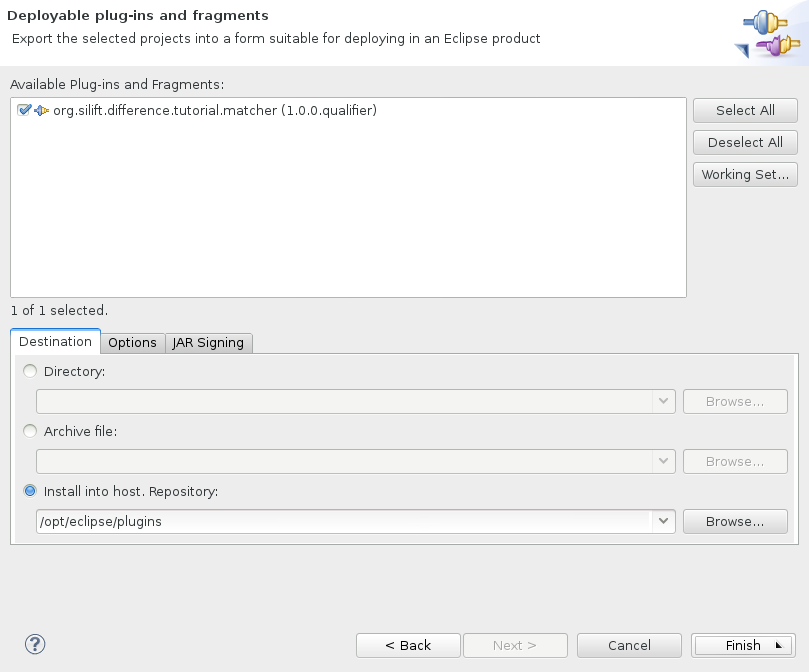 Deployable plug-ins and fragments
Export the selected projects into a form suitable for deploying in an Eclipse product
Available Plug-ins and Fragments:
org.silift.difference.tutorial.matcher (1.0.0.qualifier)
Select All
Deselect All
Working Set...
1 of 1 selected.
Destination Options JAR Signing
Directory:
Browse...
Archive file:
Browse...
Install into host. Repository:
/opt/eclipse/plugins Browse...
? < Back Next > Cancel Finish